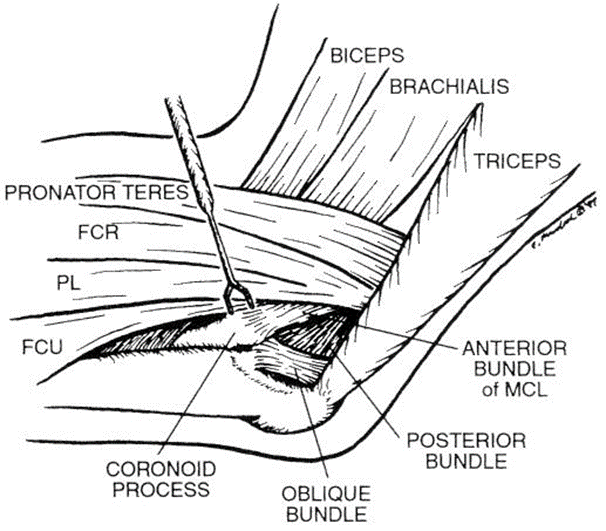 BICEPS
BRACHIALIS
TRICEPS
PRONATOR TERES
FCR
PL
FCU
ANTERIOR
BUNDLE
of MCL
POSTERIOR
BUNDLE
CORONOID
PROCESS
OBLIQUE
BUNDLE